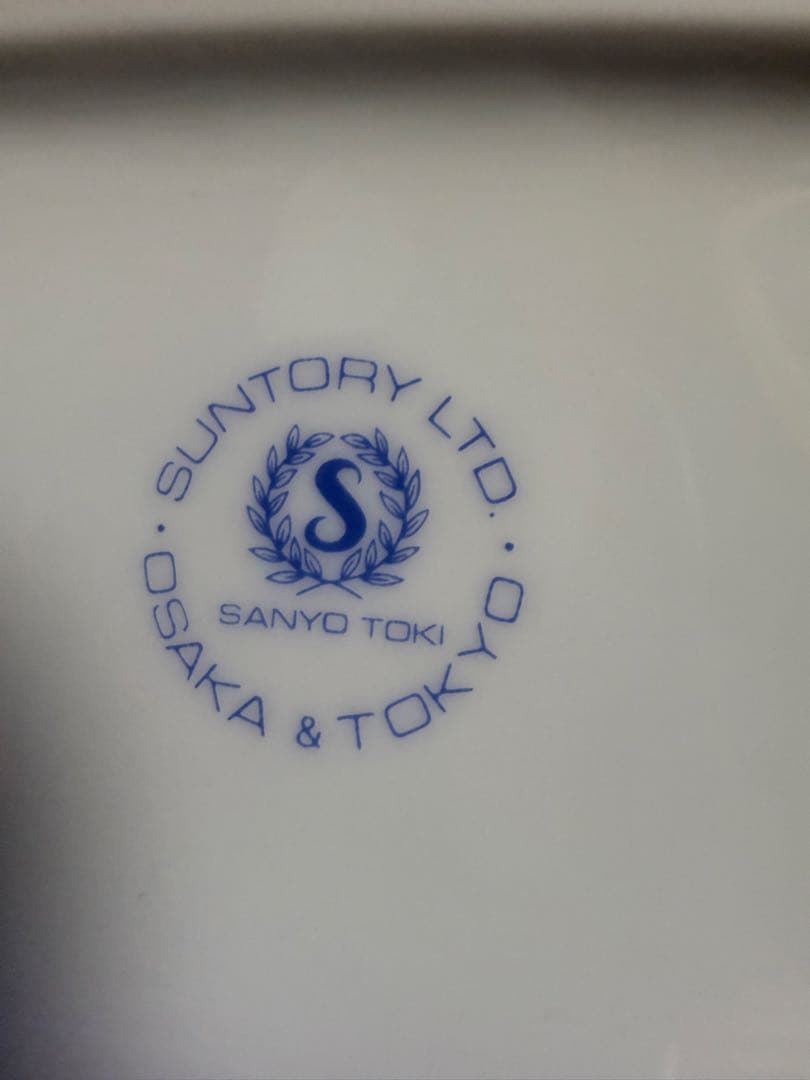 SUNTORY LTD.
S
SANYO TOKI
· OSAKA & TOKYO ·